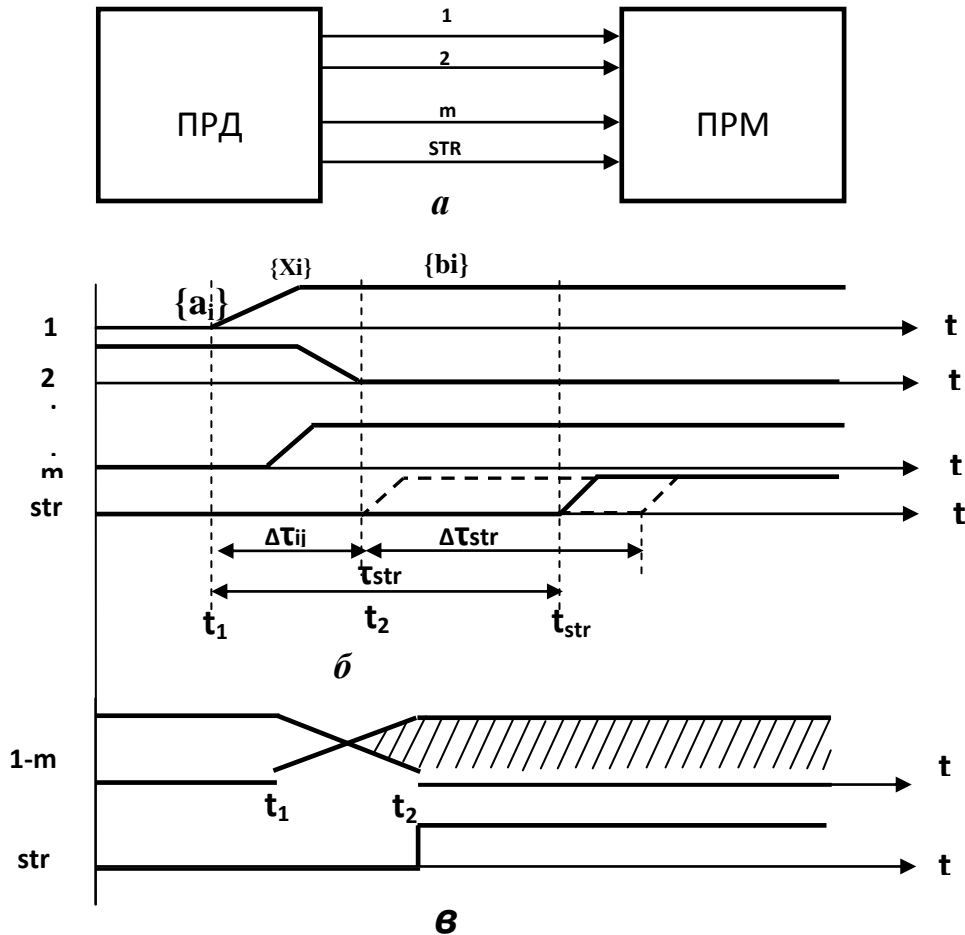 1
2
ПРД
ПРМ
m
STR
а
{Xi}
{bi}
{ai}
1
t
2
t
.
.
m
t
str
t
Δτij
Δτstr
τstr
t1
t2
tstr
б
1-m
t
t1
t2
str
t
в